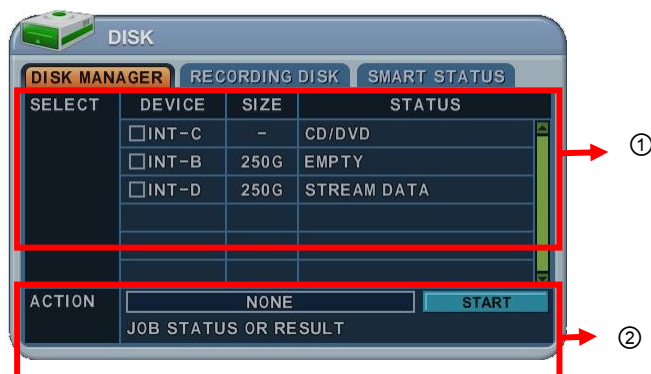 DISK
DISK MANAGER RECORDING DISK SMART STATUS
SELECT DEVICE SIZE STATUS
INT-C - CD/DVD
①
INT-B 250G EMPTY
INT-D 250G STREAM DATA
ACTION NONE START
JOB STATUS OR RESULT
②